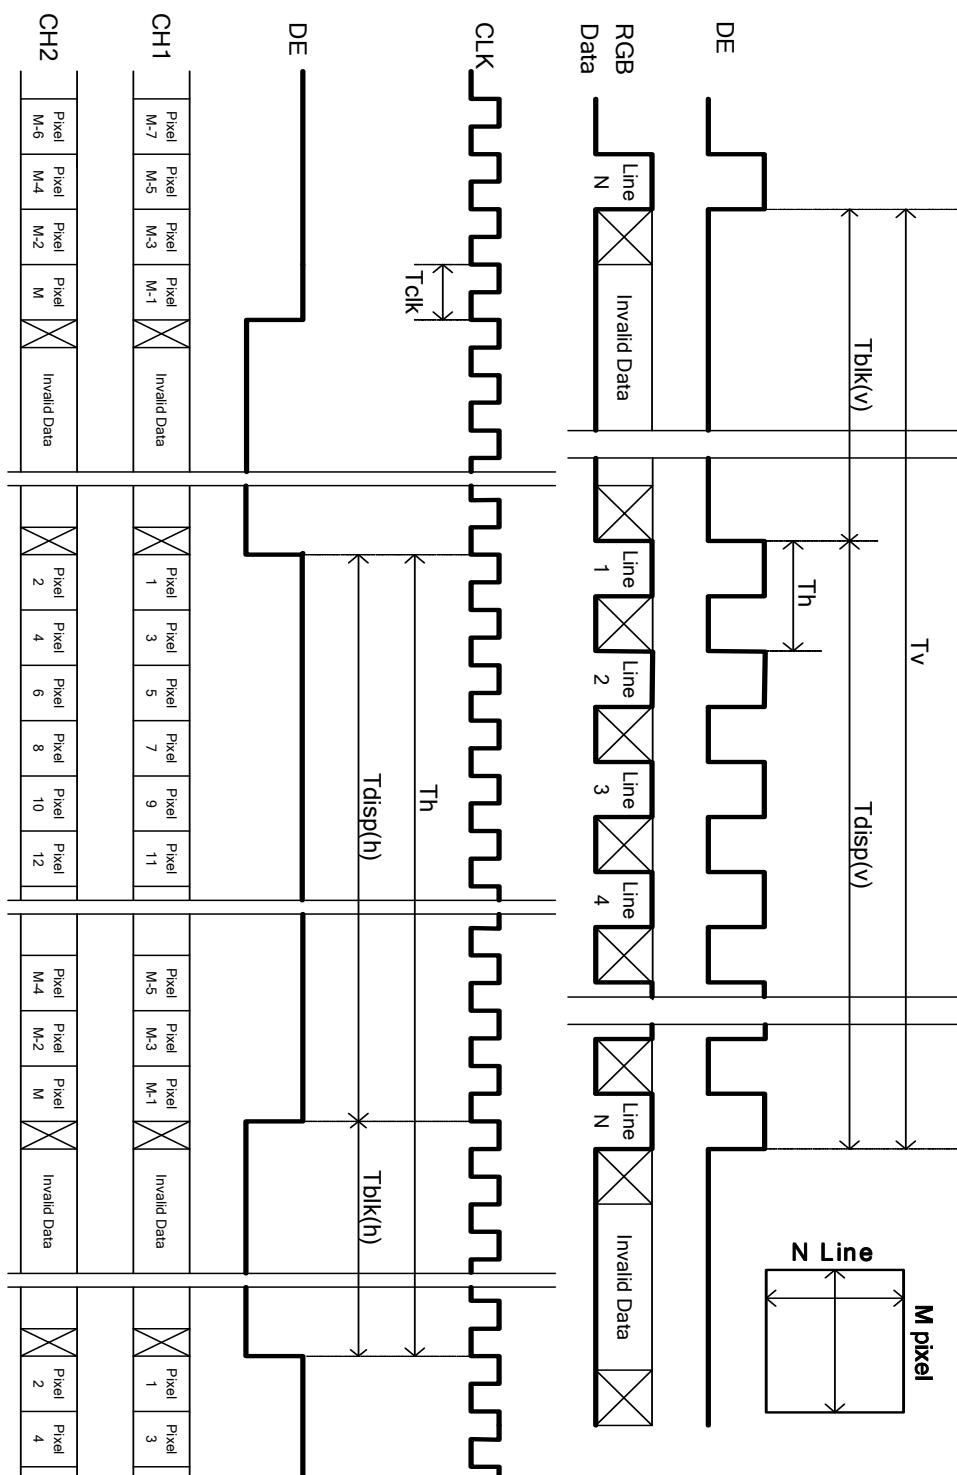 Tv
Tblk(v)
Tdisp(v)
Th
DE
RGB
Data
Line
N
Invalid Data
Line
1
Line
2
Line
3
Line
4
Line
N
Invalid Data
M pixel
N Line
CLK
Tclk
Th
Tdisp(h)
Tblk(h)
DE
CH1
Pixel
M-7
Pixel
M-5
Pixel
M-3
Pixel
M-1
Invalid Data
Pixel
1
Pixel
3
Pixel
5
Pixel
7
Pixel
9
Pixel
11
Pixel
M-5
Pixel
M-3
Pixel
M-1
Invalid Data
Pixel
1
Pixel
3
CH2
Pixel
M-6
Pixel
M-4
Pixel
M-2
Pixel
M
Invalid Data
Pixel
2
Pixel
4
Pixel
6
Pixel
8
Pixel
10
Pixel
12
Pixel
M-4
Pixel
M-2
Pixel
M
Invalid Data
Pixel
2
Pixel
4